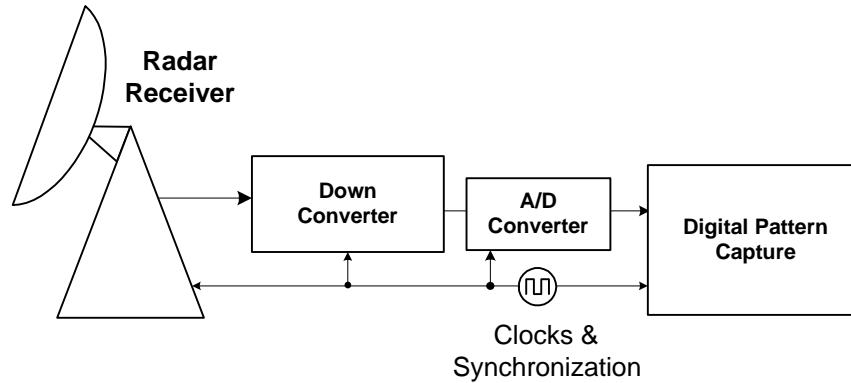 Radar
Receiver
Down
Converter
A/D
Converter
Digital Pattern
Capture
Clocks &
Synchronization